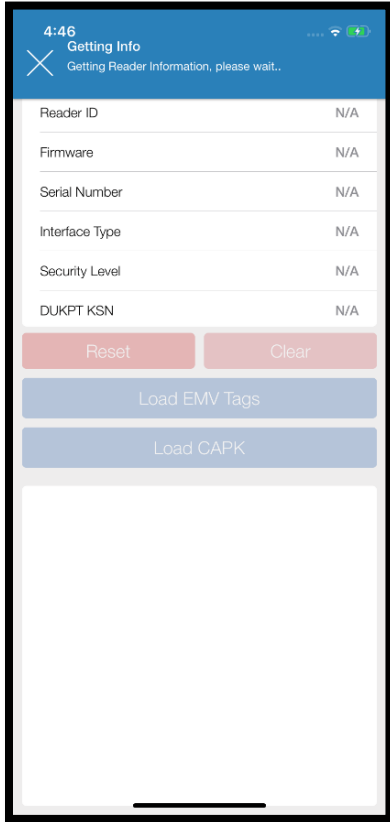 4:46
Getting Info
Getting Reader Information, please wait..
Reader ID N/A
Firmware N/A
Serial Number N/A
Interface Type N/A
Security Level N/A
DUKPT KSN N/A
Reset Clear
Load EMV Tags
Load CAPK